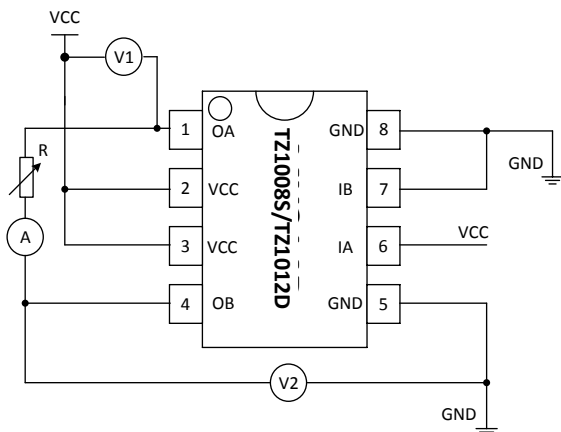 VCC
V1
1
OA
GND
8
R
GND
2
VCC
IB
7
TZ1008S/TZ1012D
A
3
VCC
IA
6
VCC
4
OB
GND
5
V2
GND